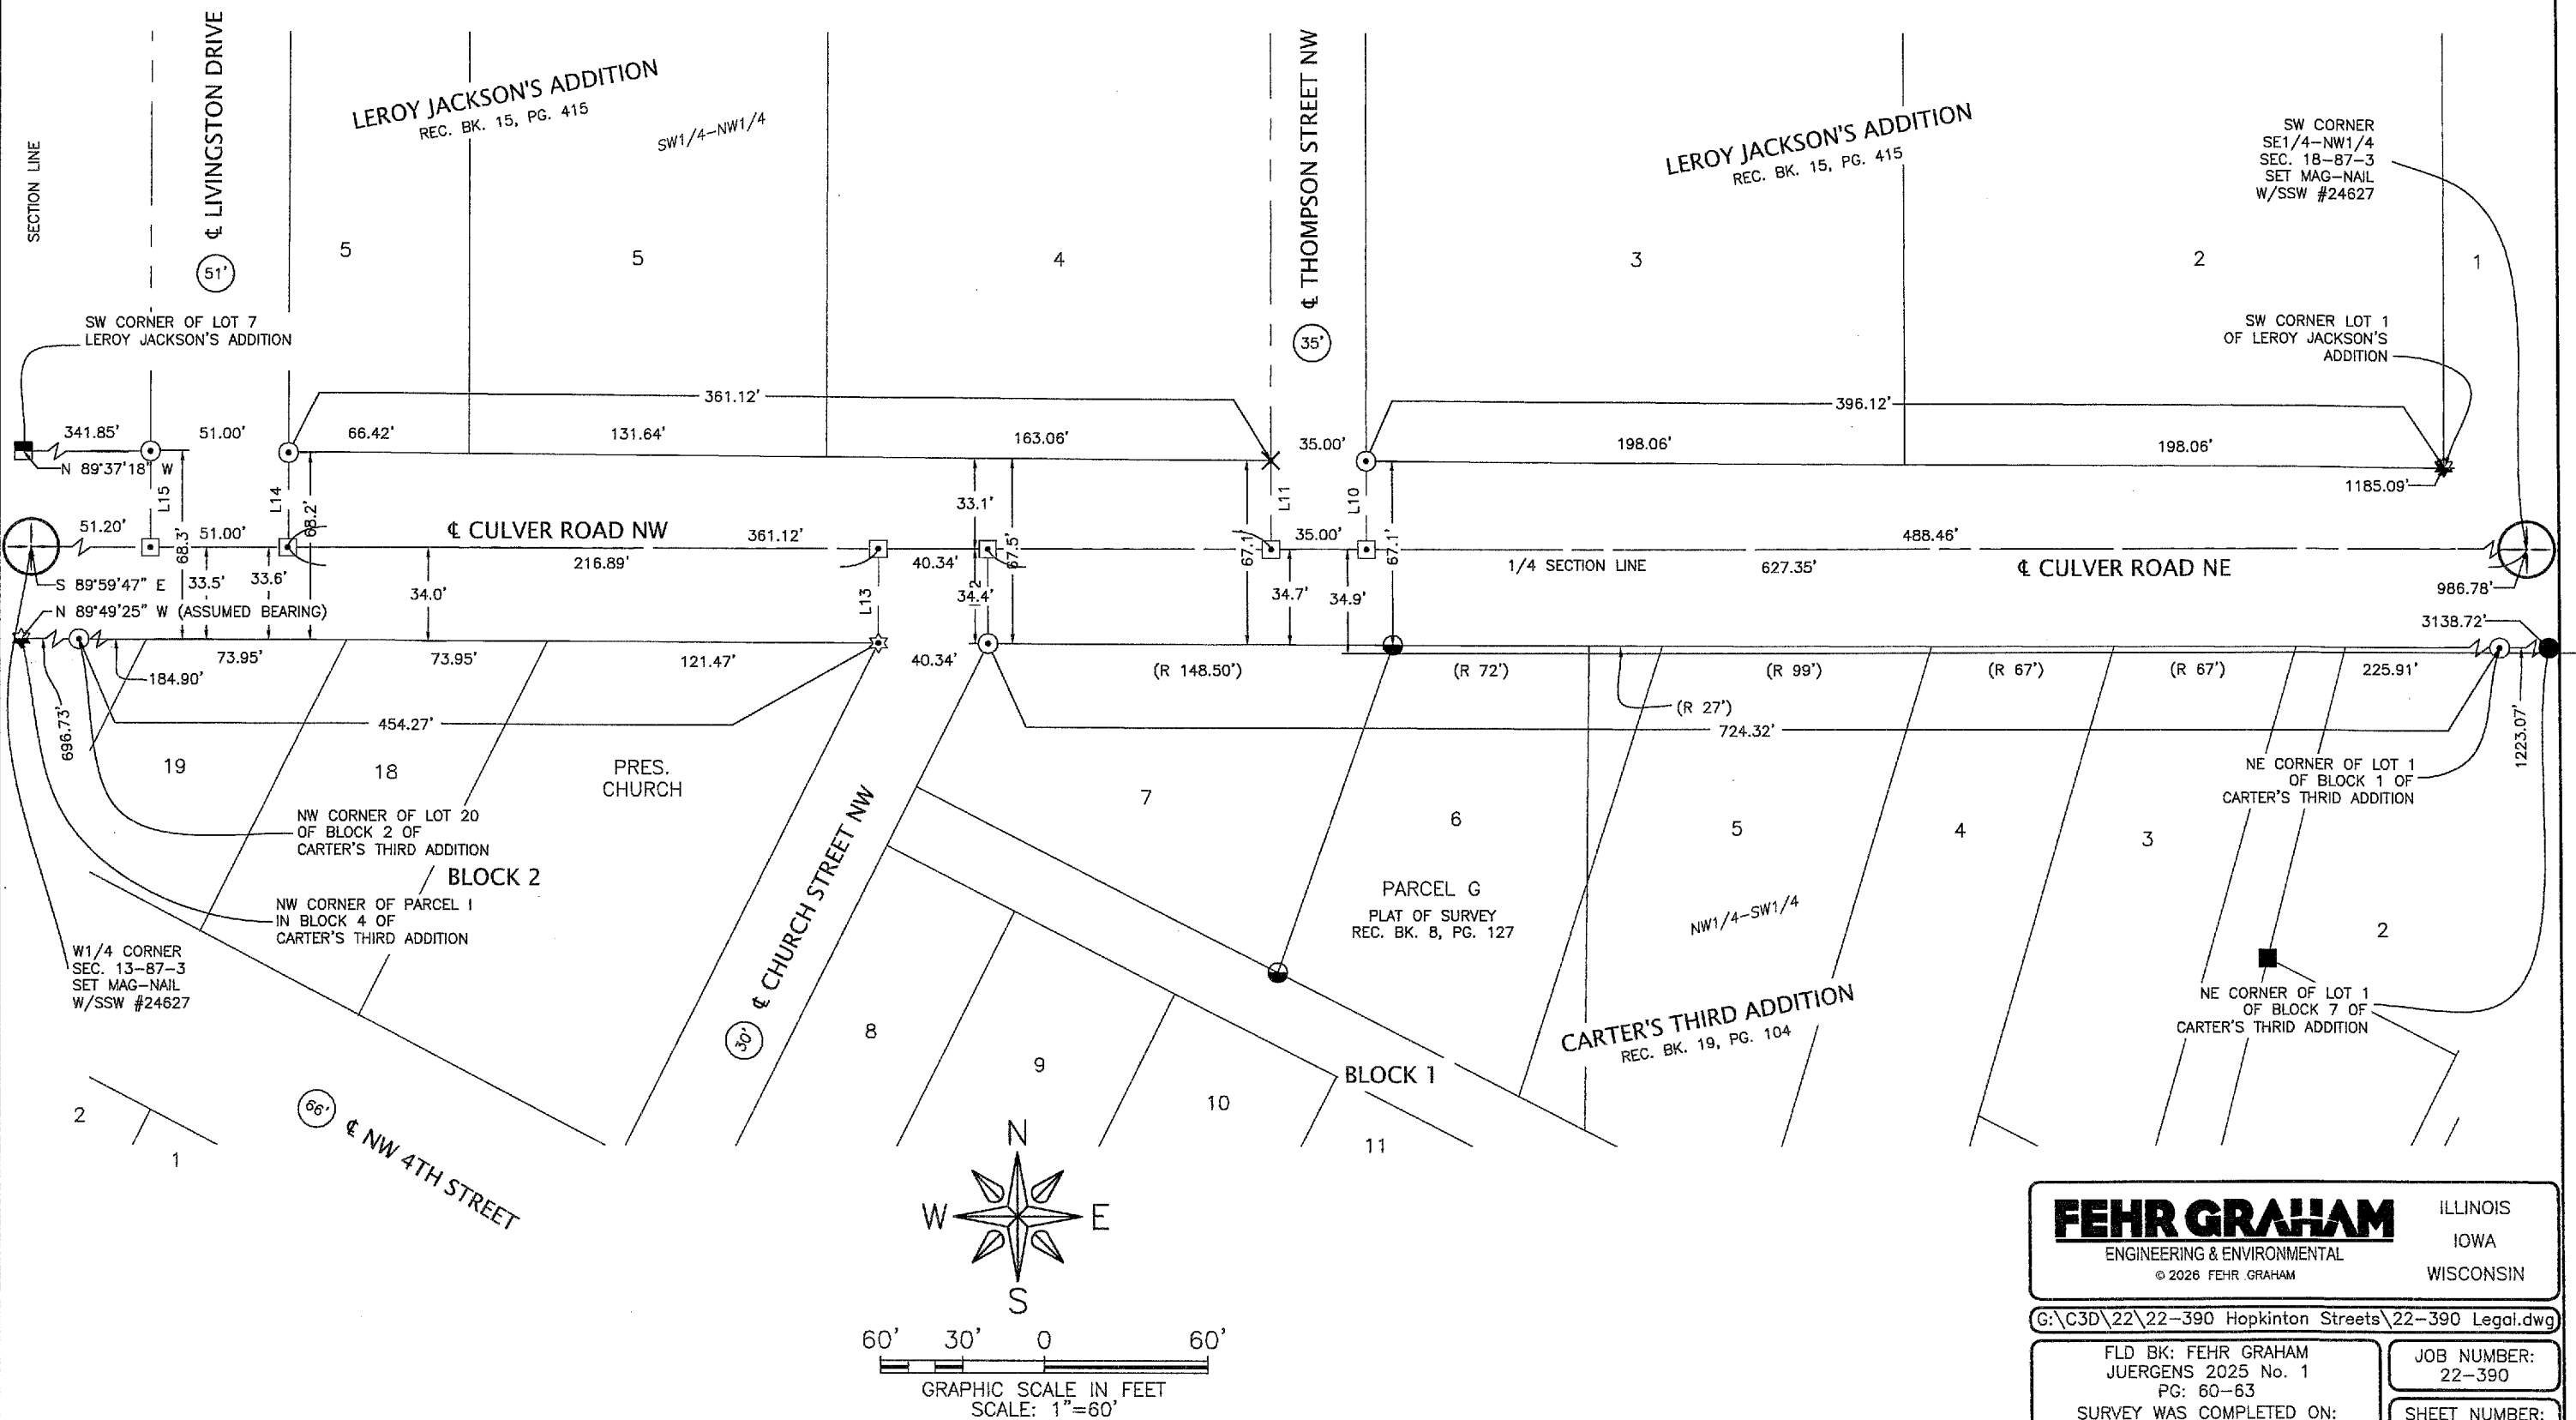 SECTION LINE
℄ LIVINGSTON DRIVE
51'
LEROY JACKSON'S ADDITION
REC. BK. 15, PG. 415
SW1/4-NW1/4
5
5
4
℄ THOMPSON STREET NW
35'
LEROY JACKSON'S ADDITION
REC. BK. 15, PG. 415
3
2
1
SW CORNER
SE1/4-NW1/4
SEC. 18-87-3
SET MAG-NAIL
W/SSW #24627
SW CORNER OF LOT 7
LEROY JACKSON'S ADDITION
SW CORNER LOT 1
OF LEROY JACKSON'S
ADDITION
361.12'
396.12'
341.85'
51.00'
66.42'
131.64'
163.06'
35.00'
198.06'
198.06'
N 89°37'18" W
1185.09'
L15
L14
L11
L10
33.1'
51.20'
51.00'
68.3'
68.2'
℄ CULVER ROAD NW
361.12'
67.5'
67.1'
35.00'
67.1'
488.46'
216.89'
40.34'
1/4 SECTION LINE
627.35'
℄ CULVER ROAD NE
S 89°59'47" E
33.5'
33.6'
34.0'
L13
34.4'
34.7'
34.9'
986.78'
N 89°49'25" W (ASSUMED BEARING)
3138.72'
73.95'
73.95'
121.47'
40.34'
(R 148.50')
(R 72')
(R 99')
(R 67')
(R 67')
225.91'
184.90'
(R 27')
696.73'
454.27'
724.32'
1223.07'
19
18
PRES.
CHURCH
7
6
5
4
3
2
NE CORNER OF LOT 1
OF BLOCK 1 OF
CARTER'S THRID ADDITION
NW CORNER OF LOT 20
OF BLOCK 2 OF
CARTER'S THIRD ADDITION
BLOCK 2
NW CORNER OF PARCEL I
IN BLOCK 4 OF
CARTER'S THIRD ADDITION
W1/4 CORNER
SEC. 13-87-3
SET MAG-NAIL
W/SSW #24627
℄ CHURCH STREET NW
30'
PARCEL G
PLAT OF SURVEY
REC. BK. 8, PG. 127
NW1/4-SW1/4
CARTER'S THIRD ADDITION
REC. BK. 19, PG. 104
NE CORNER OF LOT 1
OF BLOCK 7 OF
CARTER'S THRID ADDITION
8
9
10
11
BLOCK 1
2
1
66'
℄ NW 4TH STREET
N
W
E
S
60' 30' 0 60'
GRAPHIC SCALE IN FEET
SCALE: 1"=60'
FEHR GRAHAM
ENGINEERING & ENVIRONMENTAL
© 2026 FEHR GRAHAM
ILLINOIS
IOWA
WISCONSIN
G:\C3D\22\22-390 Hopkinton Streets\22-390 Legal.dwg
FLD BK: FEHR GRAHAM
JUERGENS 2025 No. 1
PG: 60-63
SURVEY WAS COMPLETED ON:
JOB NUMBER:
22-390
SHEET NUMBER: